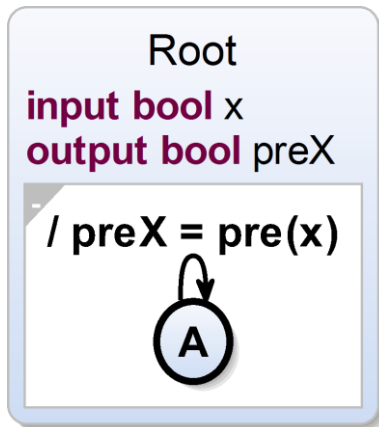 Root
input bool x
output bool preX
-
/ preX = pre(x)
A